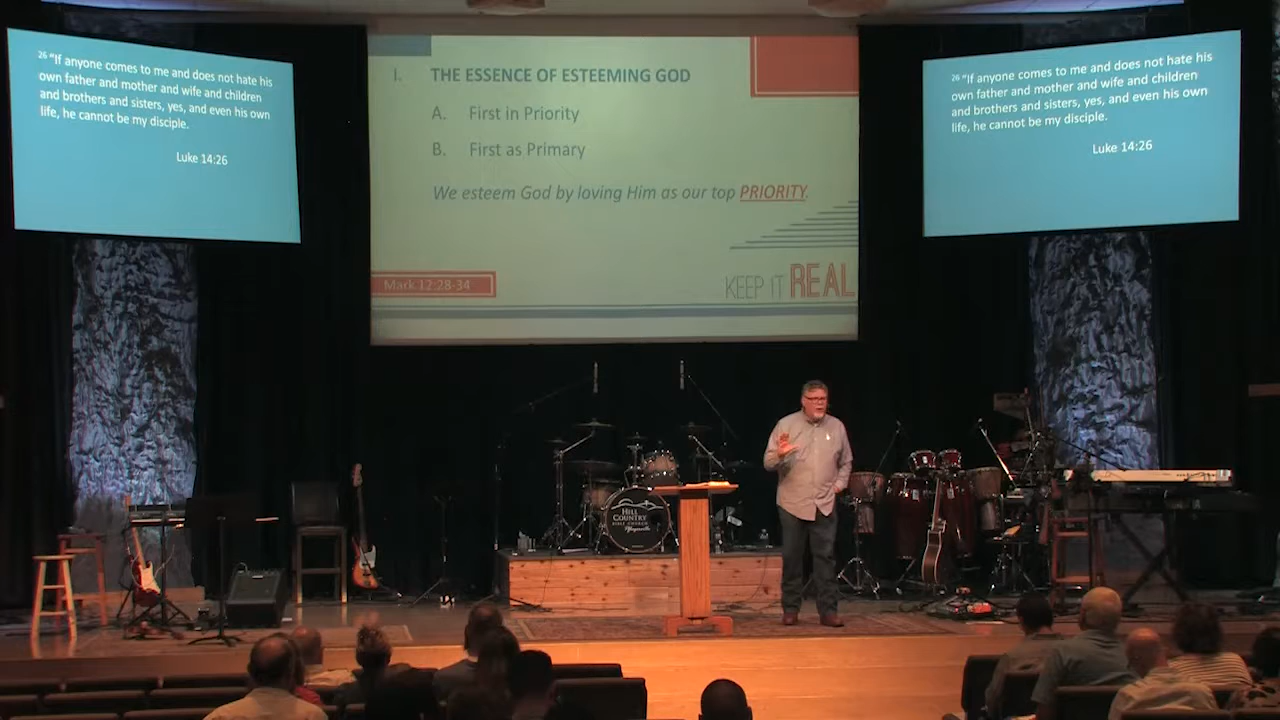 26 "If anyone comes to me and does not hate his
own father and mother and wife and children
and brothers and sisters, yes, and even his own
life, he cannot be my disciple.
Luke 14:26
I. THE ESSENCE OF ESTEEMING GOD
A. First in Priority
B. First as Primary
We esteem God by loving Him as our top PRIORITY.
Mark 12:28-34
KEEP IT REAL
26 "If anyone comes to me and does not hate his
own father and mother and wife and children
and brothers and sisters, yes, and even his own
life, he cannot be my disciple.
Luke 14:26
HILL
COUNTRY
BIBLE CHURCH